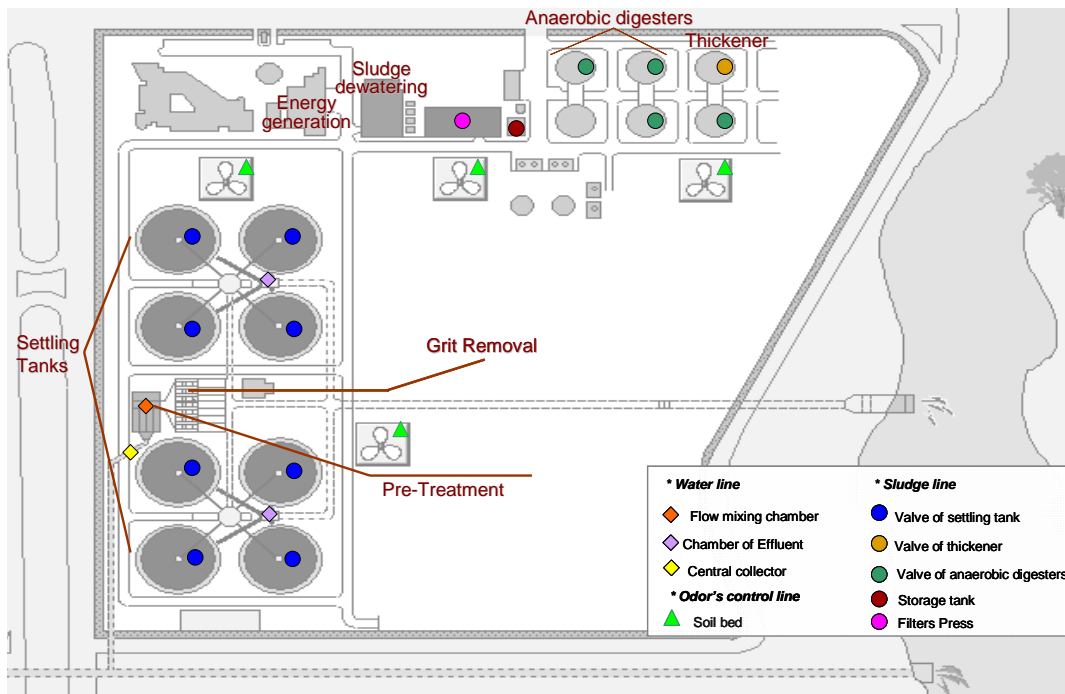 Anaerobic digesters
Thickener
Sludge
dewatering
Energy
generation
Settling
Tanks
Grit Removal
Pre-Treatment
* Water line
Flow mixing chamber
Chamber of Effluent
Central collector
* Odor's control line
Soil bed
* Sludge line
Valve of settling tank
Valve of thickener
Valve of anaerobic digesters
Storage tank
Filters Press